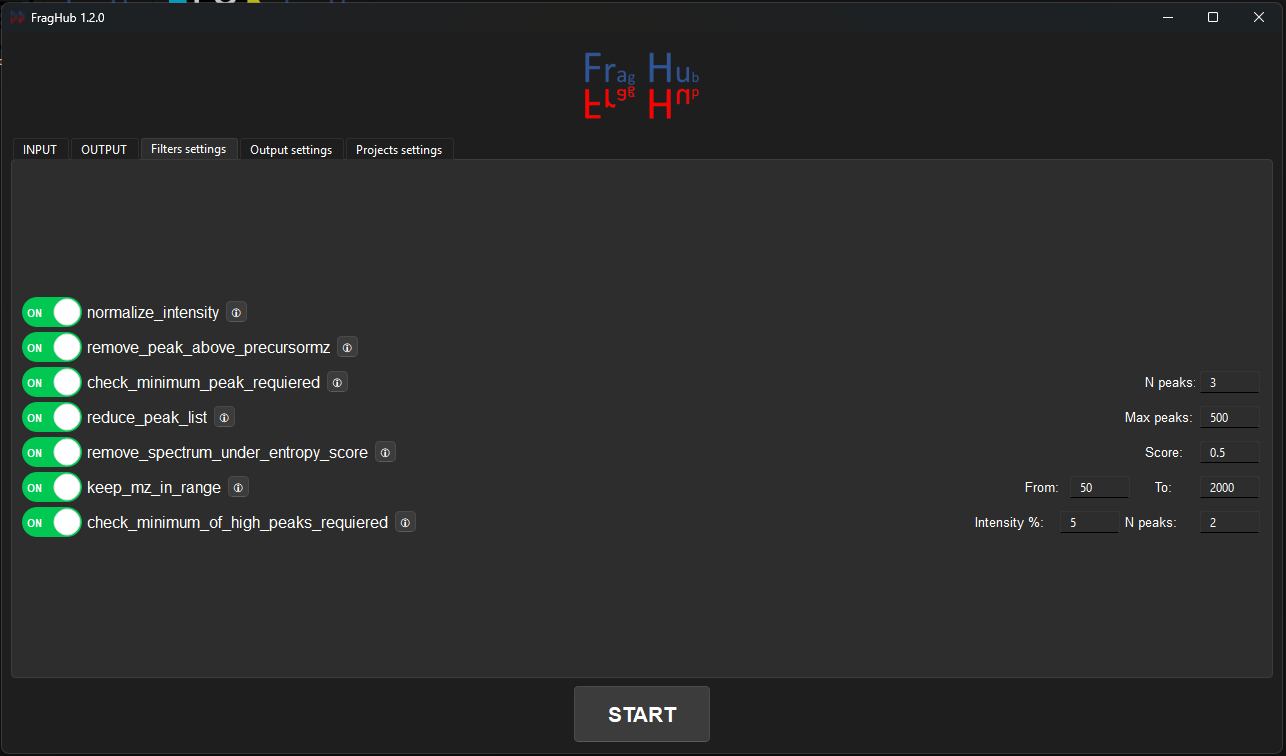 FragHub 1.2.0
Frag Hub
Frag Hub
INPUT OUTPUT Filters settings Output settings Projects settings
ON normalize_intensity
ON remove_peak_above_precursormz
ON check_minimum_peak_requiered N peaks: 3
ON reduce_peak_list Max peaks: 500
ON remove_spectrum_under_entropy_score Score: 0.5
ON keep_mz_in_range From: 50 To: 2000
ON check_minimum_of_high_peaks_requiered Intensity %: 5 N peaks: 2
START